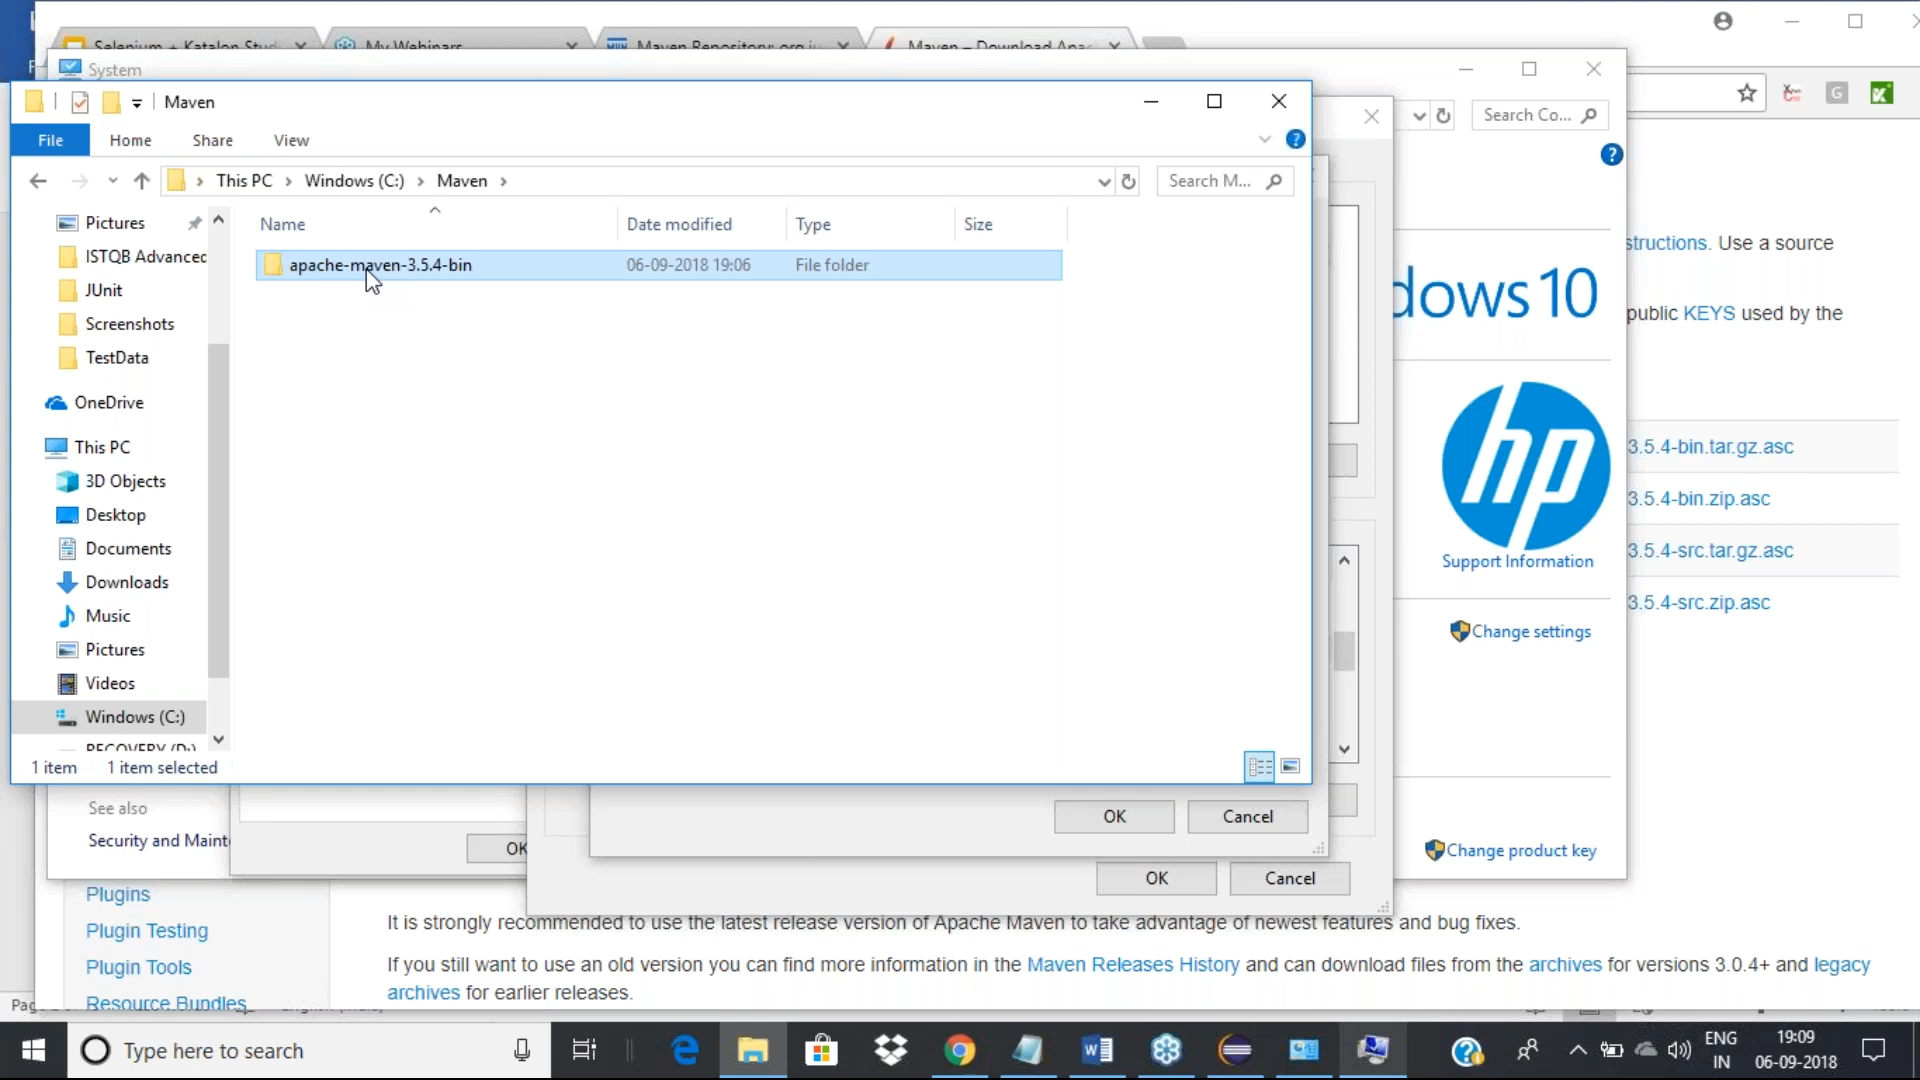 My Webinars
System
Maven
File Home Share View
This PC Windows (C:) Maven
Search M...
Search Co...
Name Date modified Type Size
apache-maven-3.5.4-bin 06-09-2018 19:06 File folder
Pictures
ISTQB Advanced
JUnit
Screenshots
TestData
OneDrive
This PC
3D Objects
Desktop
Documents
Downloads
Music
Pictures
Videos
Windows (C:)
RECOVERY (D:)
1 item 1 item selected
structions. Use a source
dows 10
public KEYS used by the
hp
Support Information
3.5.4-bin.tar.gz.asc
3.5.4-bin.zip.asc
3.5.4-src.tar.gz.asc
3.5.4-src.zip.asc
Change settings
Change product key
OK Cancel
OK
OK Cancel
See also
Security and Maint
Plugins
Plugin Testing
Plugin Tools
Resource Bundles
It is strongly recommended to use the latest release version of Apache Maven to take advantage of newest features and bug fixes.
If you still want to use an old version you can find more information in the Maven Releases History and can download files from the archives for versions 3.0.4+ and legacy
archives for earlier releases.
Type here to search
ENG
IN
19:09
06-09-2018